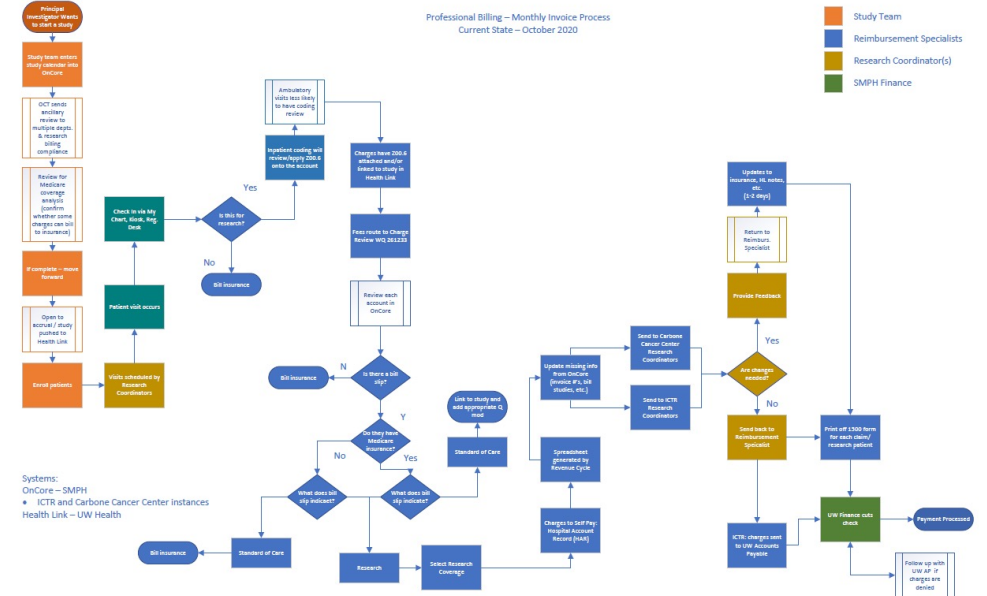 Professional Billing – Monthly Invoice Process
Current State – October 2020
Study Team
Reimbursement Specialists
Research Coordinator(s)
SMPH Finance
Principal
Investigator Wants
to start a study
Study team enters
study calendar into
OnCore
OCT sends
ancillary
review to
multiple depts.
& research
billing
compliance
Review for
Medicare
coverage
analysis
(confirm
whether some
charges can bill
to insurance)
If complete – move
forward
Open to
accrual / study
pushed to
Health Link
Enroll patients
Visits scheduled by
Research
Coordinators
Patient visit occurs
Check in via My
Chart, Kiosk, Reg.
Desk
Is this for
research?
Yes
No
Bill insurance
Inpatient coding will
review/apply Z00.6
onto the account
Ambulatory
visits less likely
to have coding
review
Charges have Z00.6
attached and/or
linked to study in
Health Link
Fees route to Charge
Review WQ 261233
Review each
account in
OnCore
Is there a bill
slip?
N
Bill insurance
Y
Do they have
Medicare
insurance?
No
Yes
What does bill
slip indicaet?
What does bill
slip indicate?
Standard of Care
Bill insurance
Standard of Care
Link to study and
add appropriate Q
mod
Research
Select Research
Coverage
Charges to Self Pay:
Hospital Account
Record (HAR)
Spreadsheet
generated by
Revenue Cycle
Update missing info
from OnCore
(invoice #'s, bill
studies, etc.)
Send to Carbone
Cancer Center
Research
Coordinators
Send to ICTR
Research
Coordinators
Are changes
needed?
Yes
Provide Feedback
Return to
Reimburs.
Specialist
Updates to
insurance, HL notes,
etc.
(1-2 days)
No
Send back to
Reimbursement
Print off 1500 form
for each claim/
research patient
ICTR: charges sent
to UW Accounts
Payable
UW Finance cuts
check
Payment Processed
Follow up with
UW AP if
charges are
denied
Systems:
OnCore – SMPH
• ICTR and Carbone Cancer Center instances
Health Link – UW Health